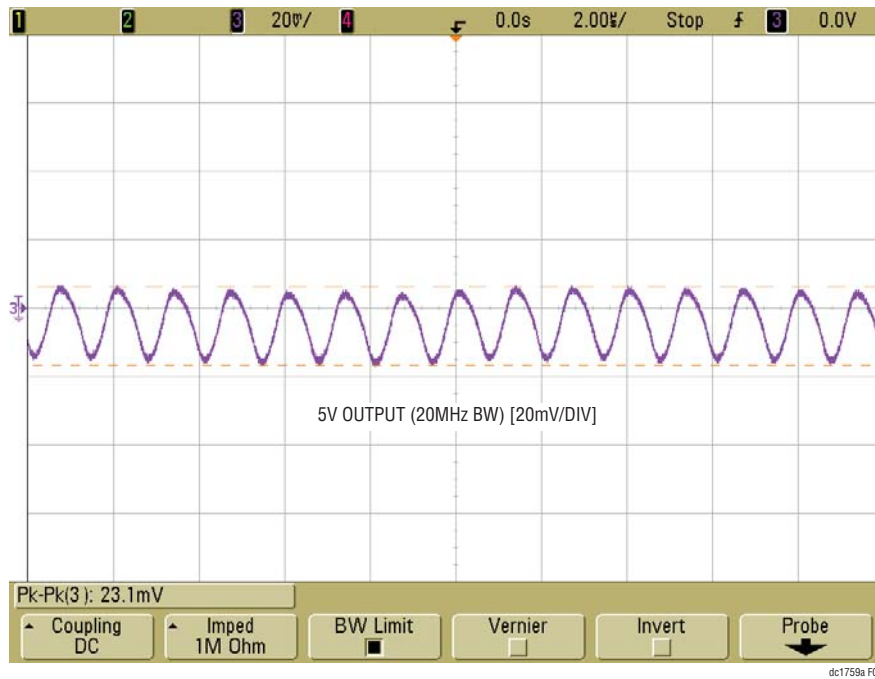 1 2 3 20mV/ 4 0.0s 2.00µs/ Stop 3 0.0V
3
5V OUTPUT (20MHz BW) [20mV/DIV]
Pk-Pk(3): 23.1mV
Coupling
DC
Imped
1M Ohm
BW Limit
Vernier
Invert
Probe
dc1759a F0